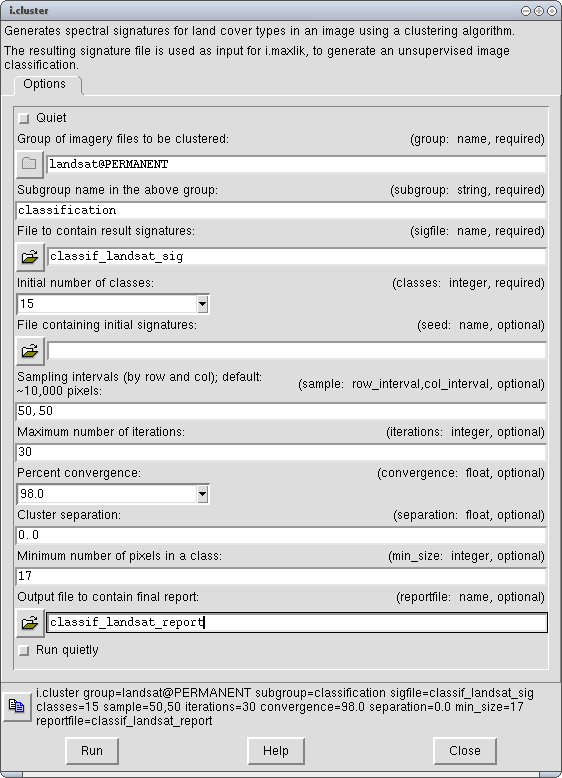 i.cluster
Generates spectral signatures for land cover types in an image using a clustering algorithm.
The resulting signature file is used as input for i.maxlik, to generate an unsupervised image
classification.
Options
Quiet
Group of imagery files to be clustered: (group: name, required)
landsat@PERMANENT
Subgroup name in the above group: (subgroup: string, required)
classification
File to contain result signatures: (sigfile: name, required)
classif_landsat_sig
Initial number of classes: (classes: integer, required)
15
File containing initial signatures: (seed: name, optional)
Sampling intervals (by row and col); default:
~10,000 pixels: (sample: row_interval,col_interval, optional)
50,50
Maximum number of iterations: (iterations: integer, optional)
30
Percent convergence: (convergence: float, optional)
98.0
Cluster separation: (separation: float, optional)
0.0
Minimum number of pixels in a class: (min_size: integer, optional)
17
Output file to contain final report: (reportfile: name, optional)
classif_landsat_report
Run quietly
i.cluster group=landsat@PERMANENT subgroup=classification sigfile=classif_landsat_sig
classes=15 sample=50,50 iterations=30 convergence=98.0 separation=0.0 min_size=17
reportfile=classif_landsat_report
Run Help Close